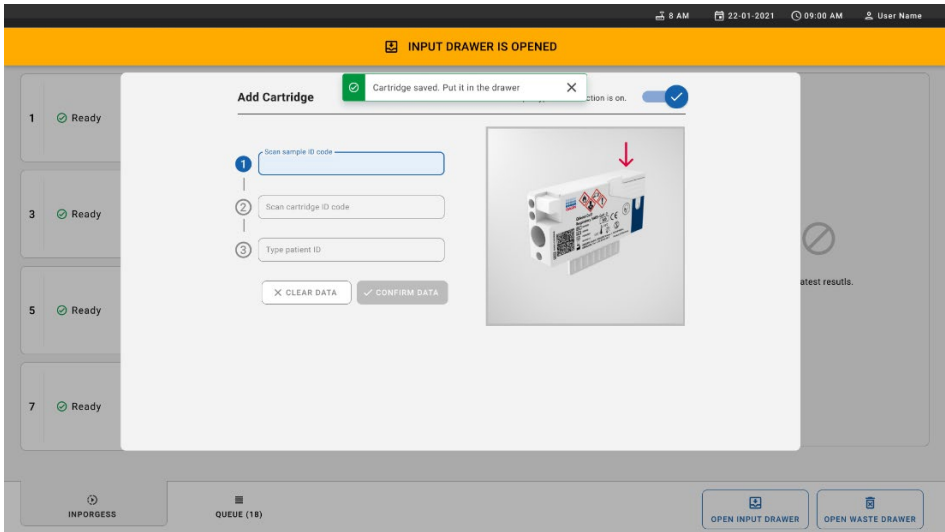 8 AM
22-01-2021
09:00 AM
User Name
INPUT DRAWER IS OPENED
Add Cartridge
Cartridge saved. Put it in the drawer
ction is on.
1
Ready
3
Ready
5
Ready
7
Ready
1
Scan sample ID code
2
Scan cartridge ID code
3
Type patient ID
CLEAR DATA
CONFIRM DATA
atest resutls.
INPORGESS
QUEUE (18)
OPEN INPUT DRAWER
OPEN WASTE DRAWER